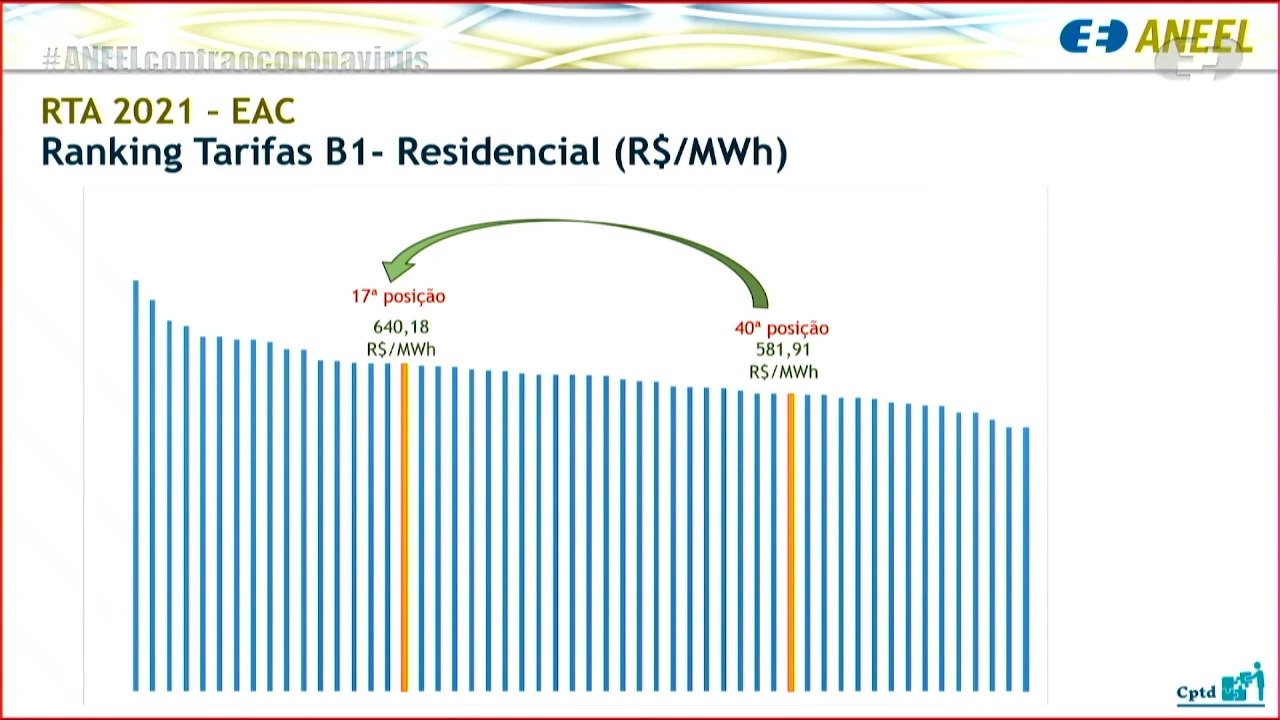 #ANEELcontraocoronavirus
ANEEL
RTA 2021 – EAC
Ranking Tarifas B1- Residencial (R$/MWh)
17ª posição
640,18
R$/MWh
40ª posição
581,91
R$/MWh
Cptd